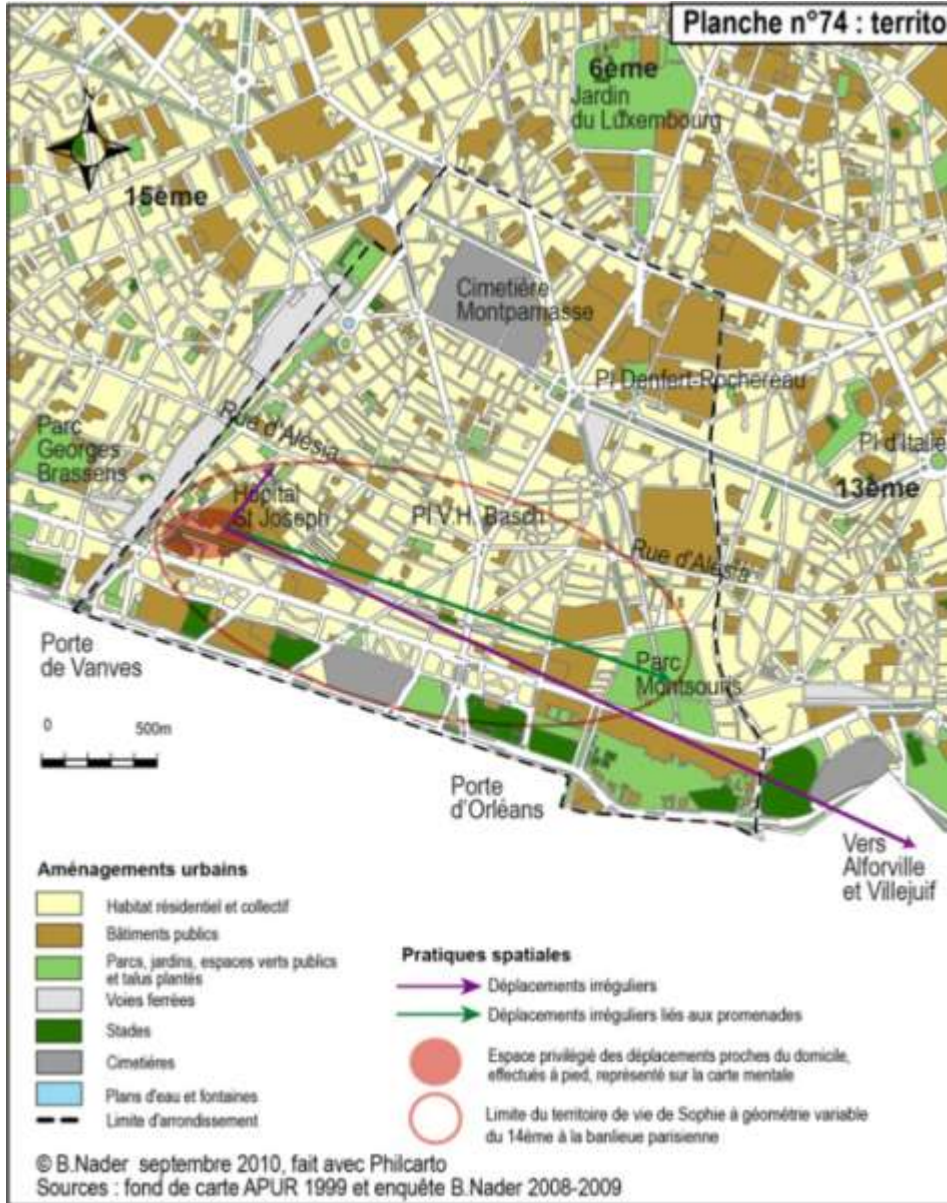 Planche n°74 : territo
6ème
Jardin
du Luxembourg
15ème
Cimetière
Montparnasse
Pl Denfert-Rochereau
Parc
Georges
Brassens
Rue d'Alésia
Pl d'Italie
13ème
Hôpital
St Joseph
Pl V.H. Basch
Rue d'Alésia
Porte
de Vanves
Parc
Montsouris
0 500m
Porte
d'Orléans
Vers
Alforville
et Villejuif
Aménagements urbains
Habitat résidentiel et collectif
Bâtiments publics
Parcs, jardins, espaces verts publics
et talus plantés
Voies ferrées
Stades
Cimetières
Plans d'eau et fontaines
Limite d'arrondissement
Pratiques spatiales
Déplacements irréguliers
Déplacements irréguliers liés aux promenades
Espace privilégié des déplacements proches du domicile,
effectués à pied, représenté sur la carte mentale
Limite du territoire de vie de Sophie à géométrie variable
du 14ème à la banlieue parisienne
© B.Nader septembre 2010, fait avec Philcarto
Sources : fond de carte APUR 1999 et enquête B.Nader 2008-2009